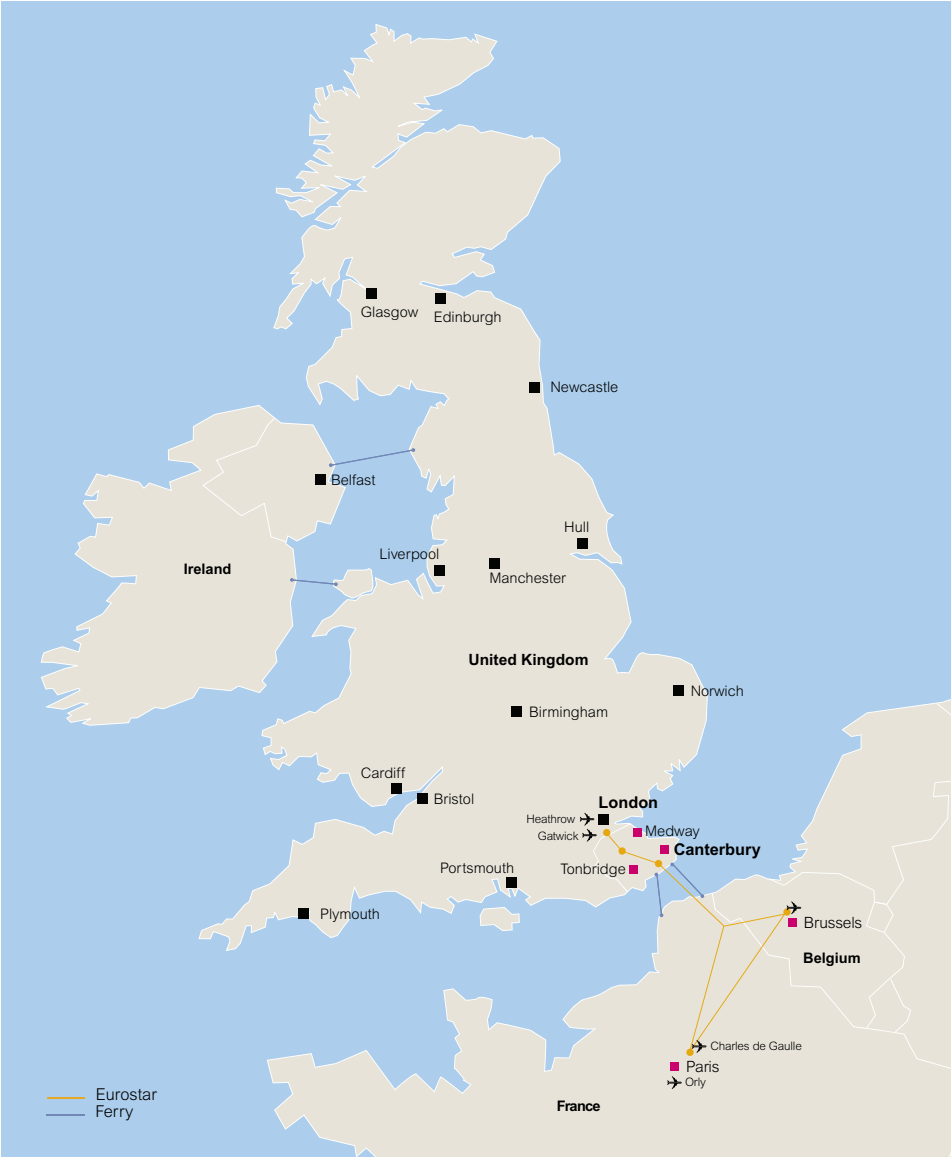 Glasgow
Edinburgh
Newcastle
Belfast
Hull
Liverpool
Ireland
Manchester
United Kingdom
Norwich
Birmingham
Cardiff
Bristol
London
Heathrow
Medway
Gatwick
Canterbury
Portsmouth
Tonbridge
Plymouth
Brussels
Belgium
Charles de Gaulle
Paris
Orly
Eurostar
France
Ferry